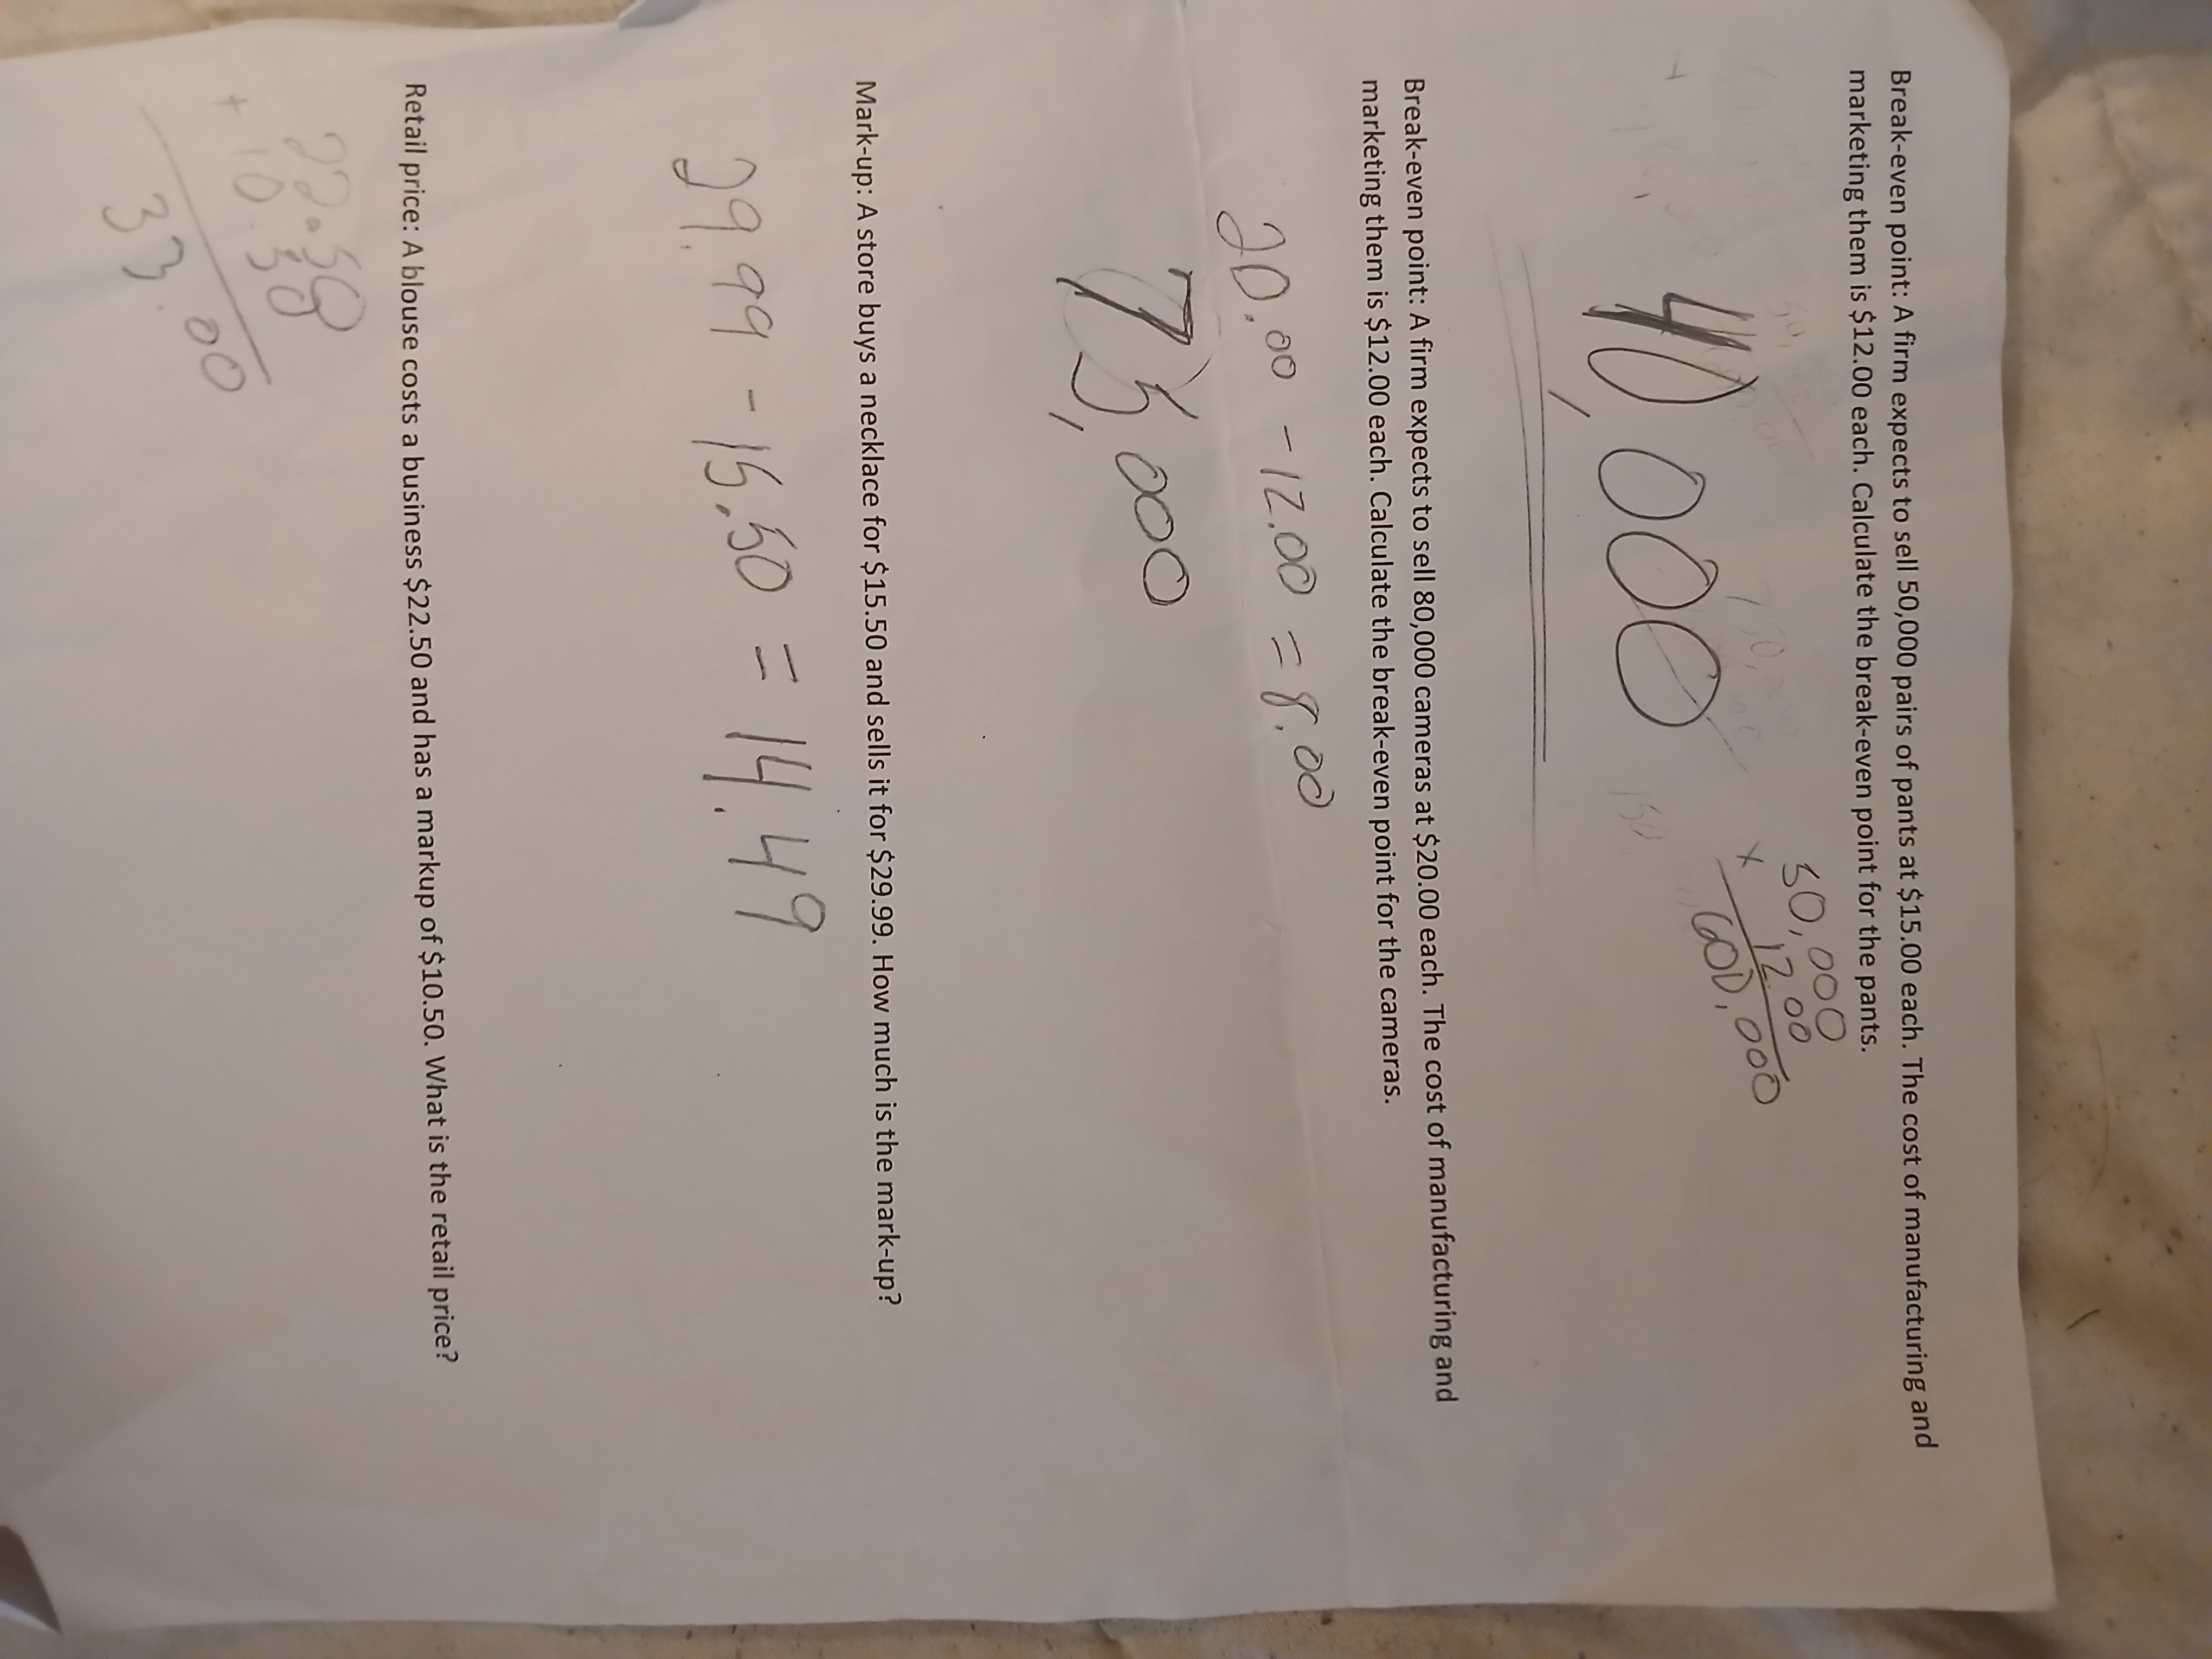 Break-even point: A firm expects to sell 50,000 pairs of pants at $15.00 each. The cost of manufacturing and
marketing them is $12.00 each. Calculate the break-even point for the pants.
50,000
x 12.00
600,000
40,000
Break-even point: A firm expects to sell 80,000 cameras at $20.00 each. The cost of manufacturing and
marketing them is $12.00 each. Calculate the break-even point for the cameras.
20.00 - 12.00 = 8.00
75,000
Mark-up: A store buys a necklace for $15.50 and sells it for $29.99. How much is the mark-up?
29.99 - 15.50 = 14.49
Retail price: A blouse costs a business $22.50 and has a markup of $10.50. What is the retail price?
22.50
+ 10.50
33.00